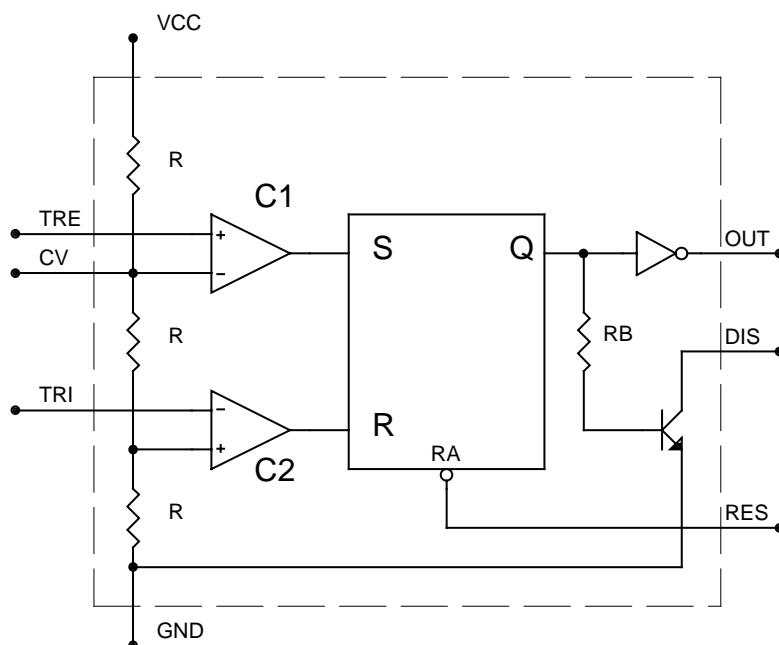 VCC
R
C1
TRE
+
CV
−
S
Q
OUT
R
RB
DIS
TRI
−
R
+
RA
C2
R
RES
GND